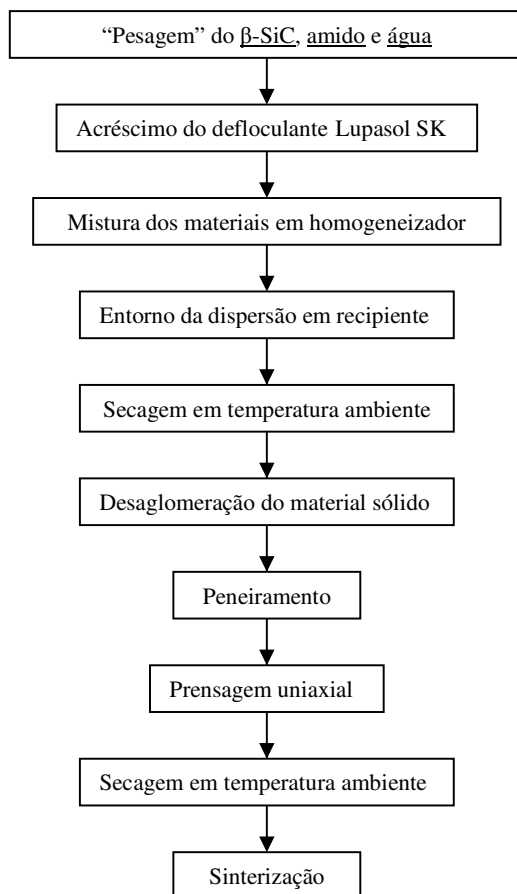 “Pesagem” do β-SiC, amido e água
Acréscimo do defloculante Lupasol SK
Mistura dos materiais em homogeneizador
Entorno da dispersão em recipiente
Secagem em temperatura ambiente
Desaglomeração do material sólido
Peneiramento
Prensagem uniaxial
Secagem em temperatura ambiente
Sinterização